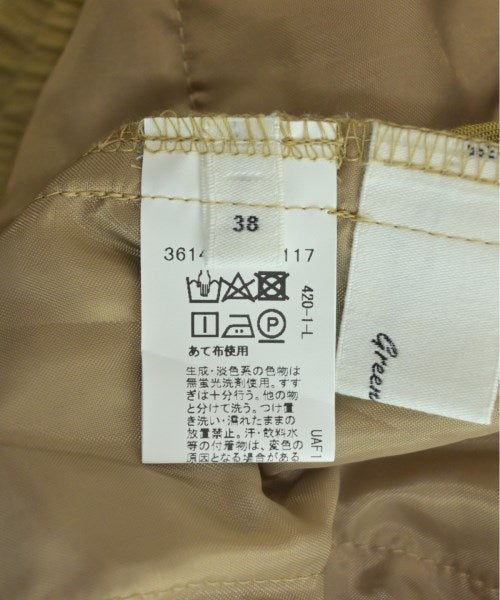 38
3614 117
420-1-L
あて布使用
生成・淡色系の色物は
無蛍光洗剤使用。すす
ぎは十分行う。他の物
と分けて洗う。つけ置
き洗い・濡れたままの
放置禁止。汗・飲料水
等の付着物は、変色の
原因となる場合がある
UAF1
Green